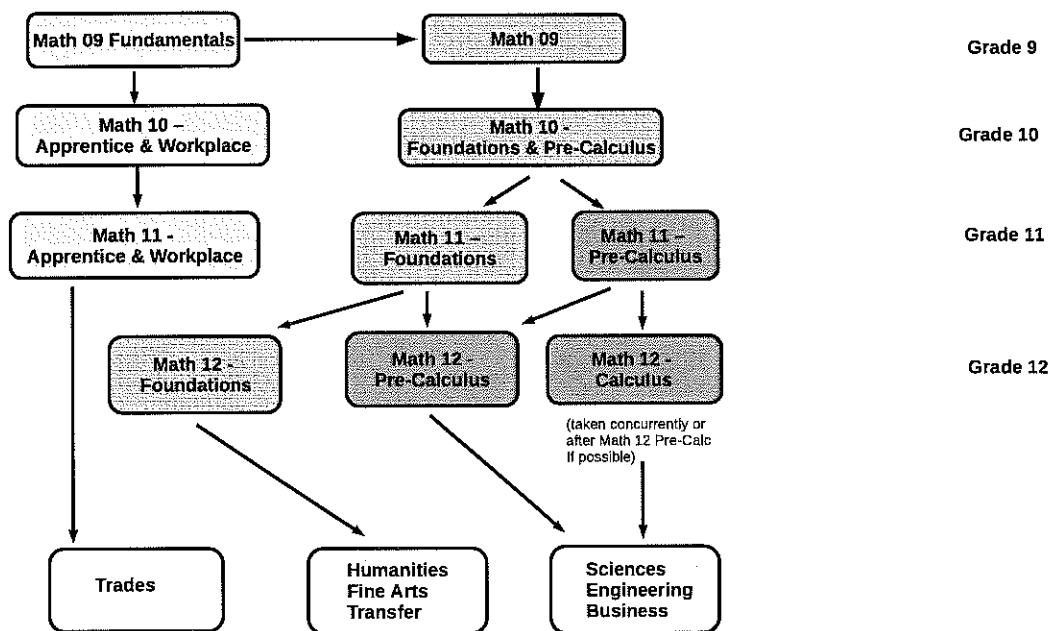 Math 09 Fundamentals
Math 09
Grade 9
Math 10 –
Apprentice & Workplace
Math 10 -
Foundations & Pre-Calculus
Grade 10
Math 11 -
Apprentice & Workplace
Math 11 –
Foundations
Math 11 –
Pre-Calculus
Grade 11
Math 12 -
Foundations
Math 12 -
Pre-Calculus
Math 12 -
Calculus
Grade 12
(taken concurrently or
after Math 12 Pre-Calc
If possible)
Trades
Humanities
Fine Arts
Transfer
Sciences
Engineering
Business